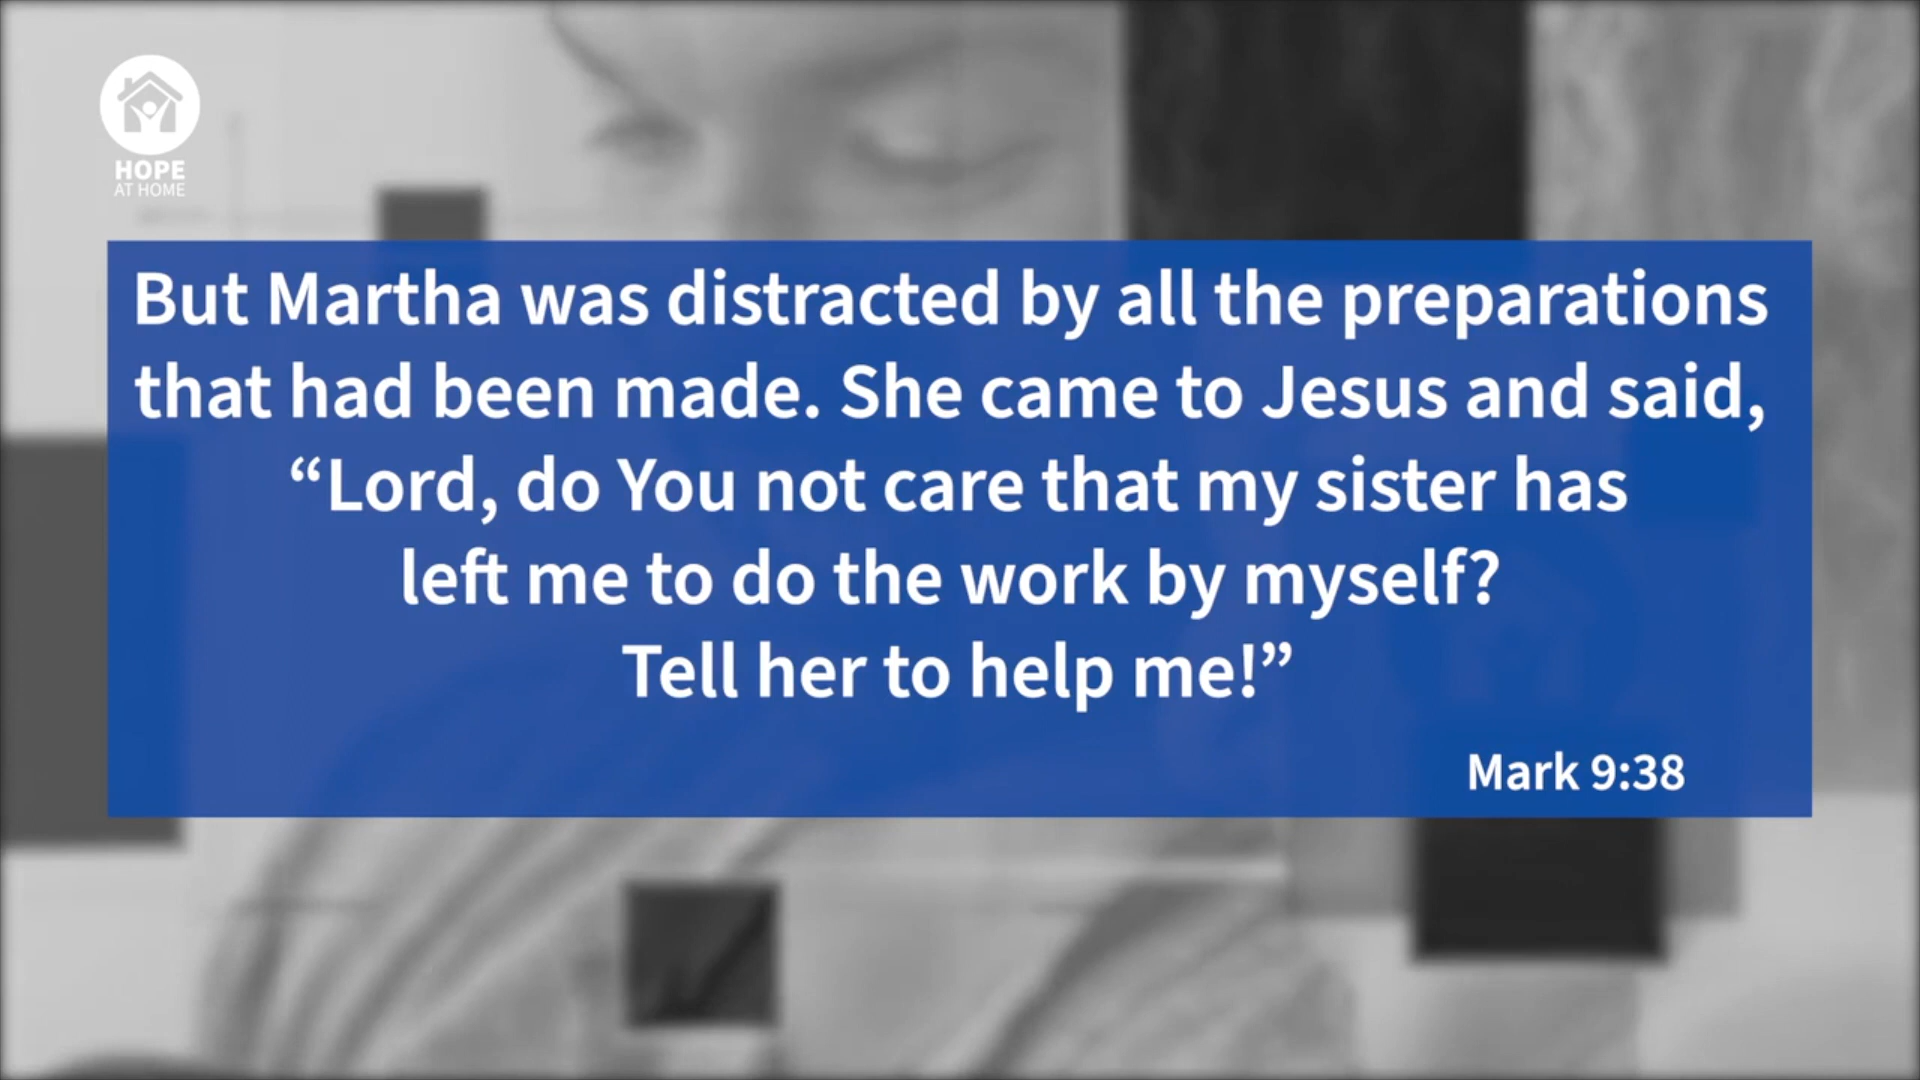 HOPE
AT HOME
But Martha was distracted by all the preparations
that had been made. She came to Jesus and said,
“Lord, do You not care that my sister has
left me to do the work by myself?
Tell her to help me!”
Mark 9:38